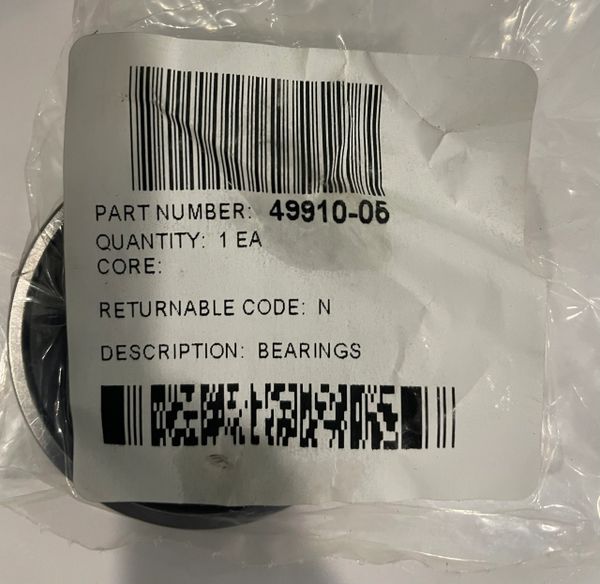 PART NUMBER: 49910-05
QUANTITY: 1 EA
CORE:
RETURNABLE CODE: N
DESCRIPTION: BEARINGS